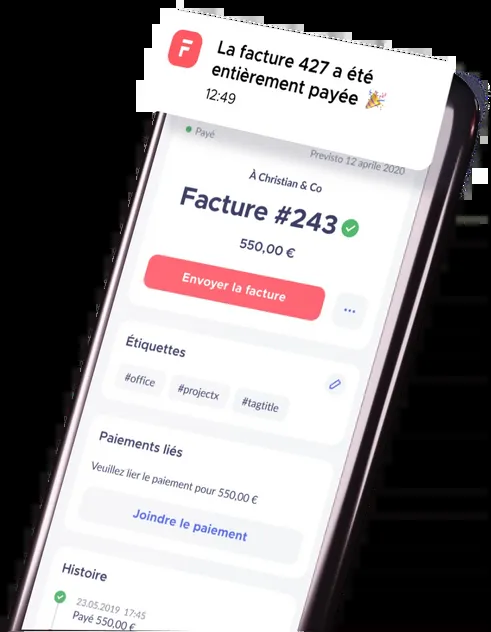 La facture 427 a été
entièrement payée 🎉
12:49
Payé
Previsto 12 aprile 2020
À Christian & Co
Facture #243
550,00 €
Envoyer la facture
Étiquettes
#office
#projectx
#tagtitle
Paiements liés
Veuillez lier le paiement pour 550,00 €
Joindre le paiement
Histoire
23.05.2019 17:45
Payé 550,00 €